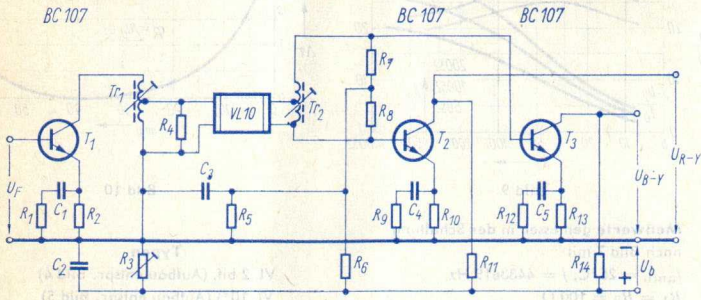 BC 107
BC 107
BC 107
Tr1
R4
VL10
Tr2
R7
R8
T1
T2
T3
UF
R1
C1
R2
C3
R5
R9
C4
R10
R12
C5
R13
UB-Y
UR-Y
C2
R3
R6
R11
R14
−
+
Ub